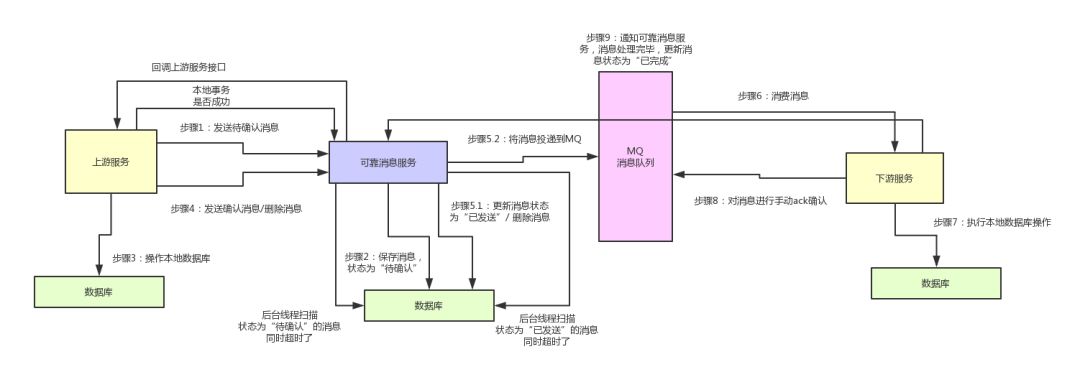 步骤9：通知可靠消息服
务，消息处理完毕，更新消
息状态为“已完成”
回调上游服务接口
本地事务
是否成功
步骤1：发送待确认消息
步骤6：消费消息
步骤5.2：将消息投递到MQ
上游服务
可靠消息服务
MQ
消息队列
下游服务
步骤4：发送确认消息/删除消息
步骤5.1：更新消息状态
为“已发送”/ 删除消息
步骤8：对消息进行手动ack确认
步骤7：执行本地数据库操作
步骤3：操作本地数据库
步骤2：保存消息，
状态为“待确认”
数据库
数据库
数据库
后台线程扫描
状态为“待确认”的消息
同时超时了
后台线程扫描
状态为“已发送”的消息
同时超时了